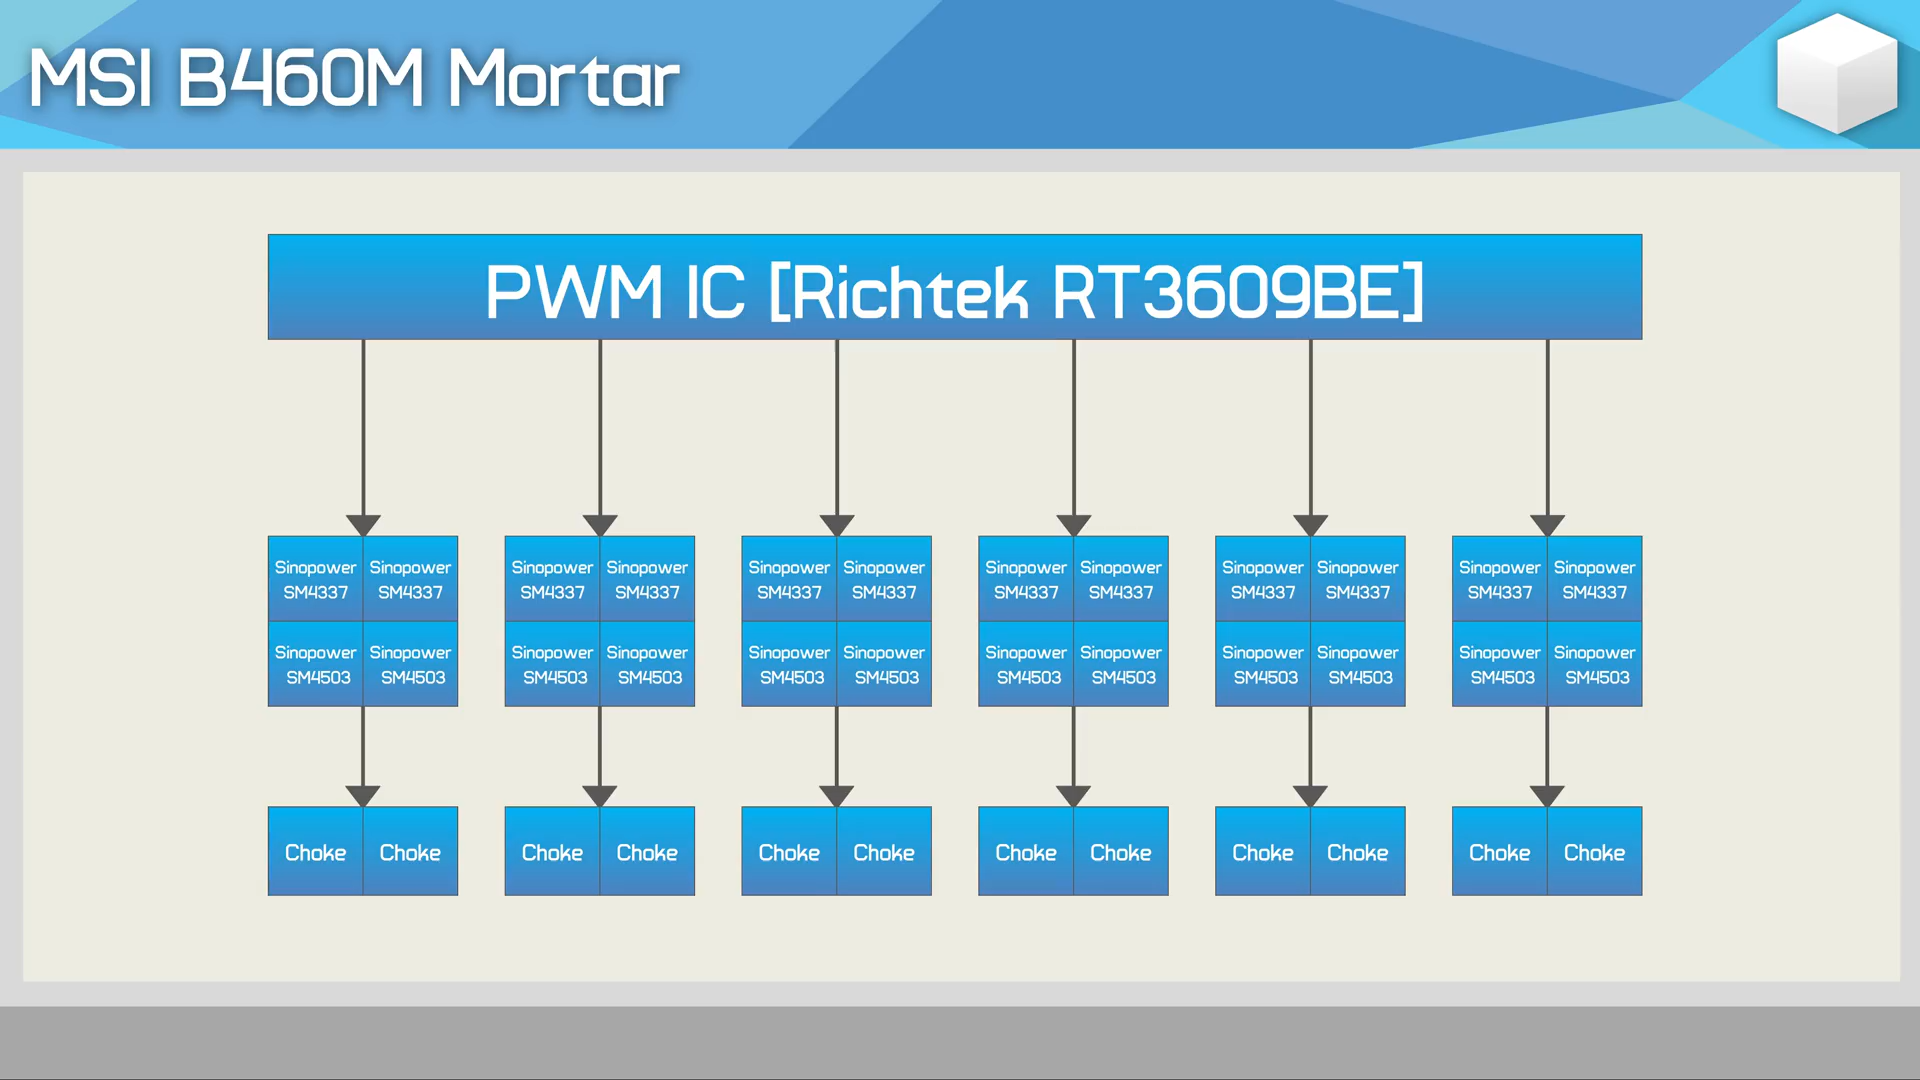 MSI B460M Mortar
PWM IC [Richtek RT3609BE]
Sinopower Sinopower Sinopower Sinopower Sinopower Sinopower Sinopower Sinopower Sinopower Sinopower Sinopower Sinopower
SM4337 SM4337 SM4337 SM4337 SM4337 SM4337 SM4337 SM4337 SM4337 SM4337 SM4337 SM4337
Sinopower Sinopower Sinopower Sinopower Sinopower Sinopower Sinopower Sinopower Sinopower Sinopower Sinopower Sinopower
SM4503 SM4503 SM4503 SM4503 SM4503 SM4503 SM4503 SM4503 SM4503 SM4503 SM4503 SM4503
Choke Choke Choke Choke Choke Choke Choke Choke Choke Choke Choke Choke